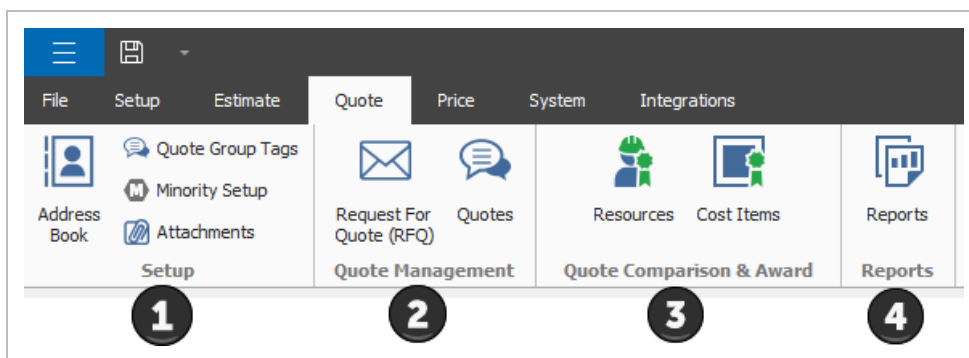 File Setup Estimate Quote Price System Integrations
Address
Book
Quote Group Tags
M Minority Setup
Attachments
Setup
Request For
Quote (RFQ)
Quotes
Quote Management
Resources
Cost Items
Quote Comparison & Award
Reports
Reports
1 2 3 4